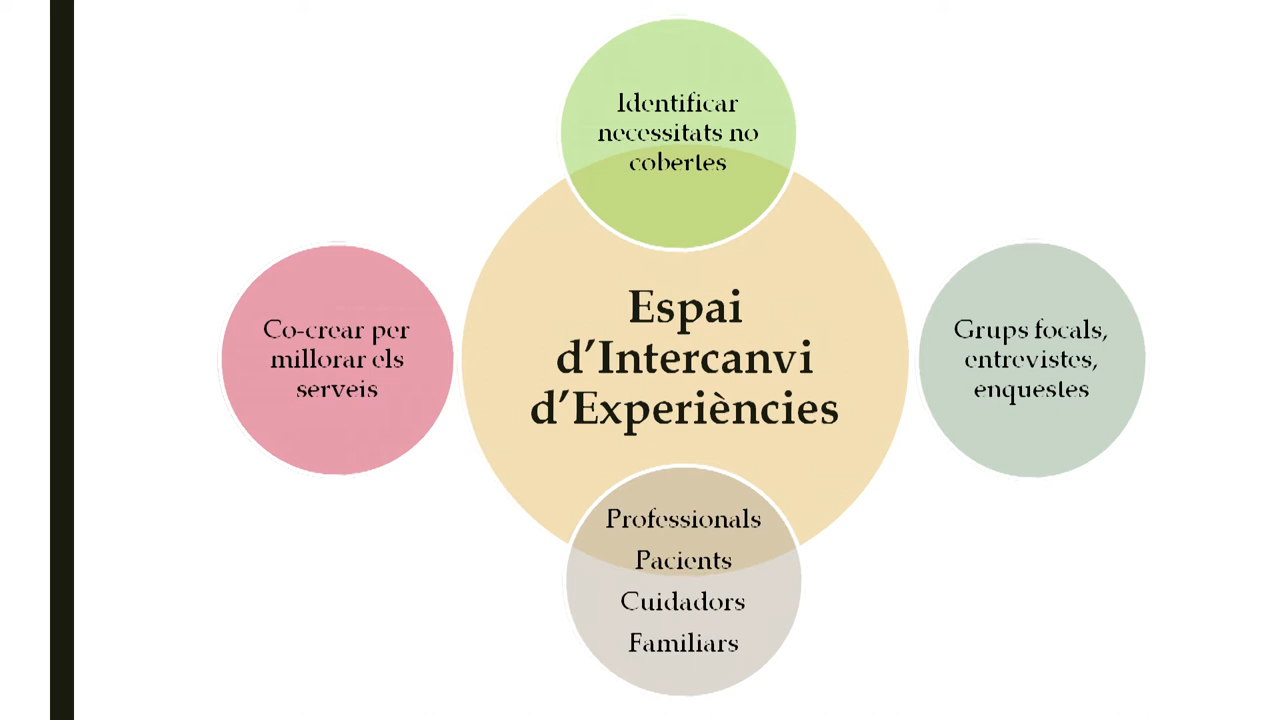 Identificar
necessitats no
cobertes
Co-crear per
millorar els
serveis
Espai
d’Intercanvi
d’Experiències
Grups focals,
entrevistes,
enquestes
Professionals
Pacients
Cuidadors
Familiars